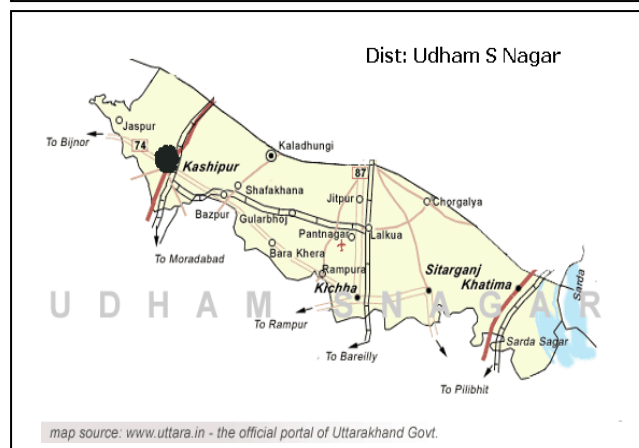 Dist: Udham S Nagar
Jaspur
To Bijnor
74
Kashipur
Kaladhungi
87
Shafakhana
Jitpur
Chorgalya
Bazpur
Gularbhoj
Pantnagar
Lalkua
To Moradabad
Bara Khera
Rampura
Sitarganj
Kichha
Khatima
Sarda
UDHAM SNAGAR
To Rampur
Sarda Sagar
To Bareilly
To Pilibhit
map source: www.uttara.in - the official portal of Uttarakhand Govt.